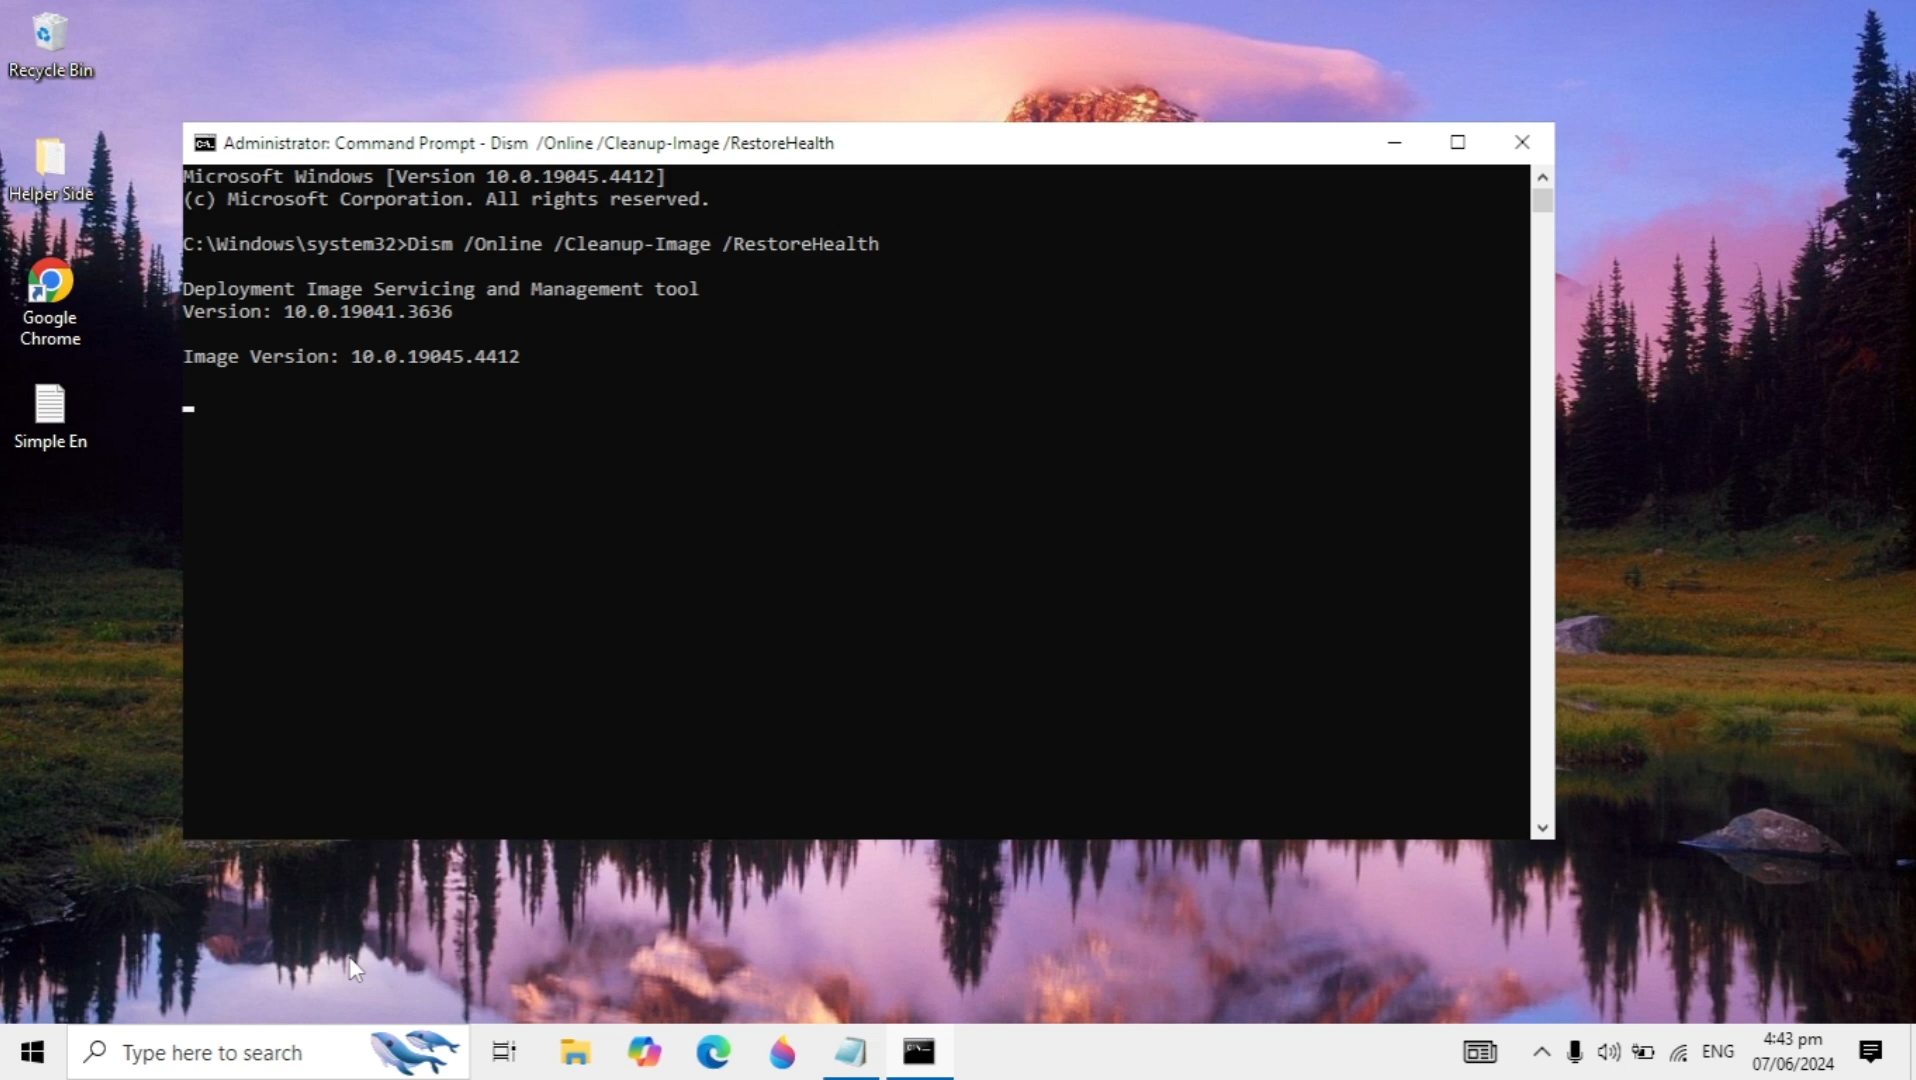 Recycle Bin
Helper Side
Google
Chrome
Simple En
Administrator: Command Prompt - Dism /Online /Cleanup-Image /RestoreHealth
Microsoft Windows [Version 10.0.19045.4412]
(c) Microsoft Corporation. All rights reserved.
C:\Windows\system32>Dism /Online /Cleanup-Image /RestoreHealth
Deployment Image Servicing and Management tool
Version: 10.0.19041.3636
Image Version: 10.0.19045.4412
Type here to search
ENG
4:43 pm
07/06/2024